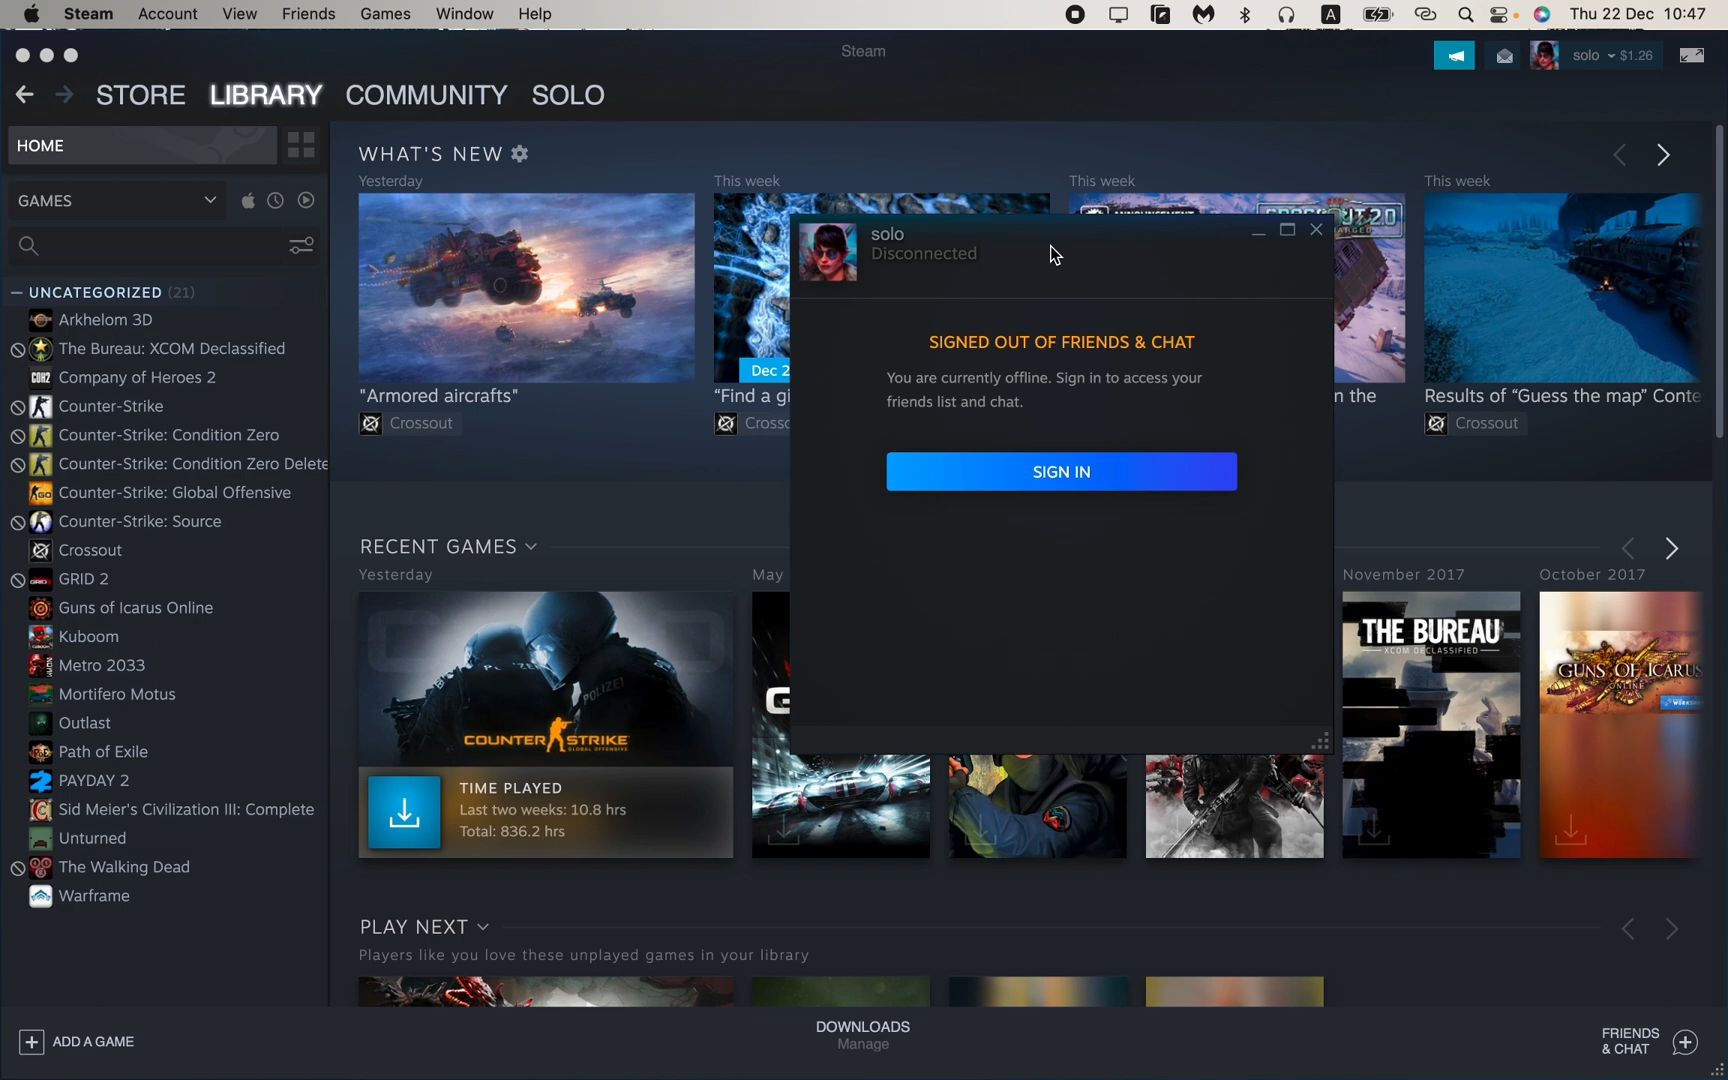 Steam Account View Friends Games Window Help A Thu 22 Dec 10:47
Steam
solo $1.26
STORE LIBRARY COMMUNITY SOLO
HOME
GAMES
UNCATEGORIZED (21)
Arkhelom 3D
The Bureau: XCOM Declassified
Company of Heroes 2
Counter-Strike
Counter-Strike: Condition Zero
Counter-Strike: Condition Zero Delete
Counter-Strike: Global Offensive
Counter-Strike: Source
Crossout
GRID 2
Guns of Icarus Online
Kuboom
Metro 2033
Mortifero Motus
Outlast
Path of Exile
PAYDAY 2
Sid Meier's Civilization III: Complete
Unturned
The Walking Dead
Warframe
WHAT'S NEW
Yesterday
"Armored aircrafts"
Crossout
This week
Dec 2
"Find a gi
Crosso
This week
ANNOUNCEMENT
n the
This week
Results of "Guess the map" Conte
Crossout
solo
Disconnected
SIGNED OUT OF FRIENDS & CHAT
You are currently offline. Sign in to access your
friends list and chat.
SIGN IN
RECENT GAMES
Yesterday
POLIZEI
COUNTER STRIKE
GLOBAL OFFENSIVE
TIME PLAYED
Last two weeks: 10.8 hrs
Total: 836.2 hrs
May
November 2017
THE BUREAU
XCOM DECLASSIFIED
October 2017
GUNS OF ICARUS
PLAY NEXT
Players like you love these unplayed games in your library
ADD A GAME
DOWNLOADS
Manage
FRIENDS
& CHAT